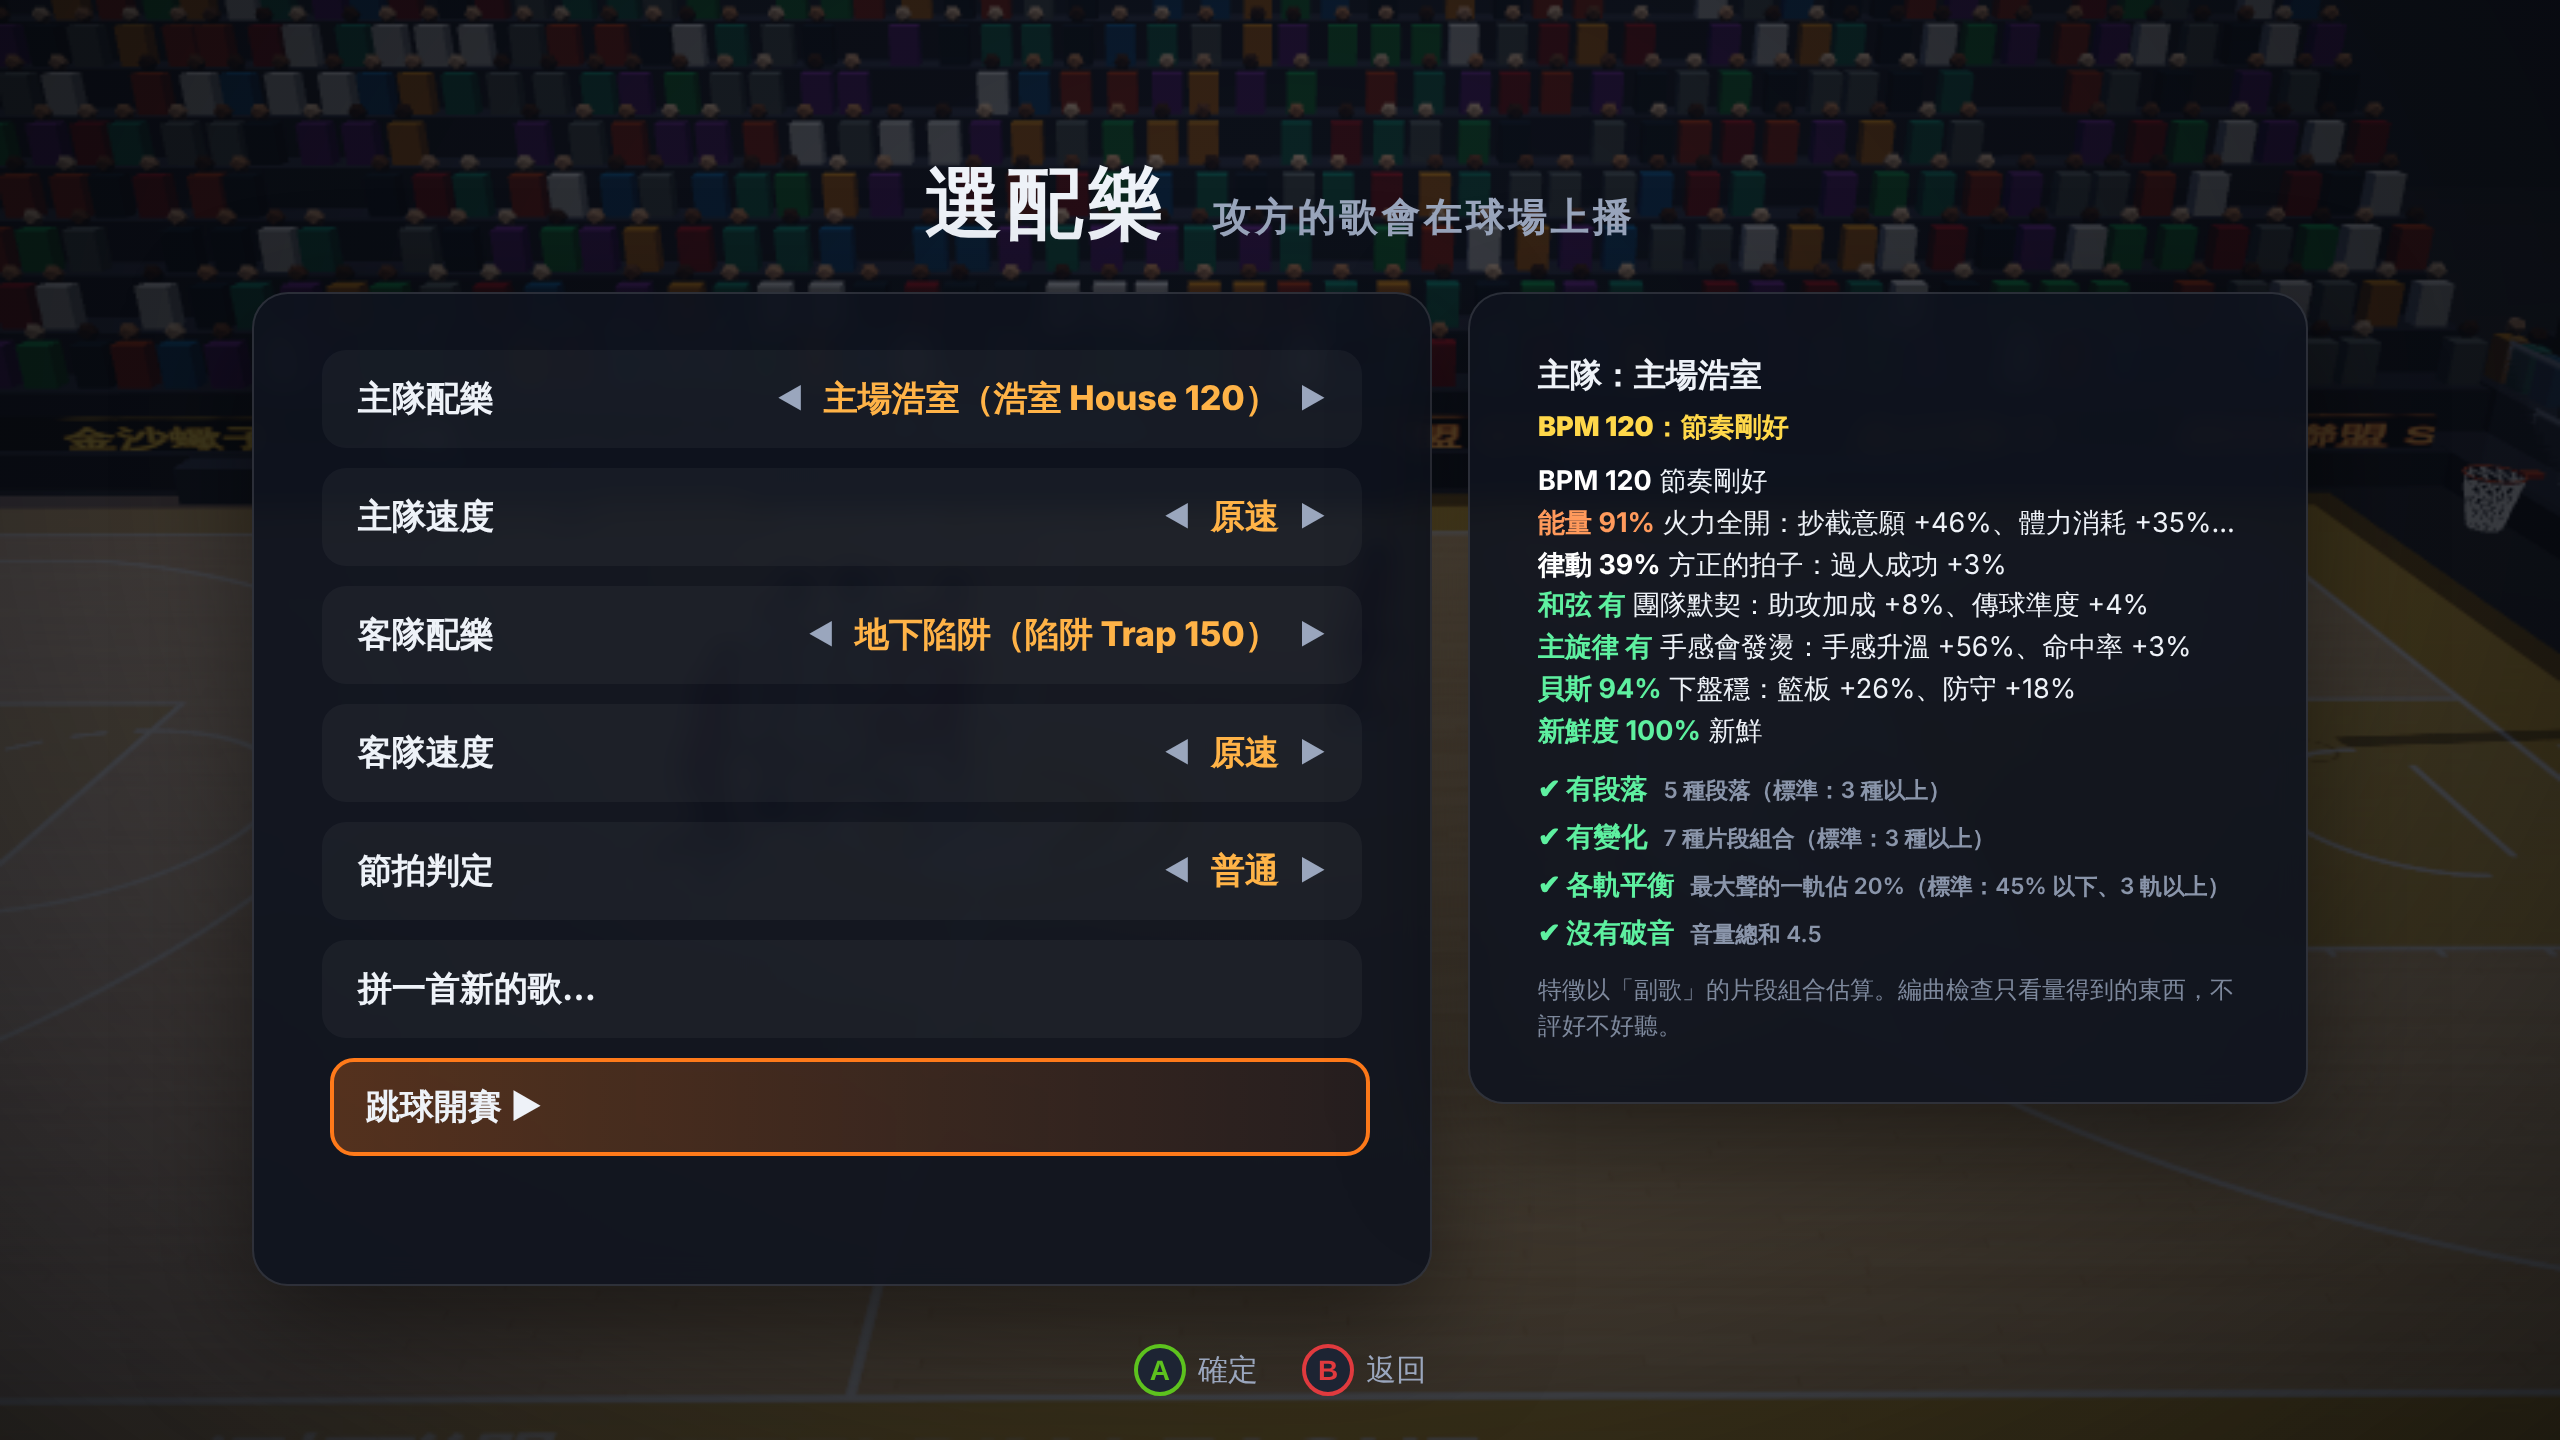 選配樂 攻方的歌會在球場上播
主隊配樂 ◀ 主場浩室（浩室 House 120） ▶
主隊速度 ◀ 原速 ▶
客隊配樂 ◀ 地下陷阱（陷阱 Trap 150） ▶
客隊速度 ◀ 原速 ▶
節拍判定 ◀ 普通 ▶
拼一首新的歌…
跳球開賽 ▶
主隊：主場浩室
BPM 120：節奏剛好
BPM 120 節奏剛好
能量 91% 火力全開：抄截意願 +46%、體力消耗 +35%…
律動 39% 方正的拍子：過人成功 +3%
和弦 有 團隊默契：助攻加成 +8%、傳球準度 +4%
主旋律 有 手感會發燙：手感升溫 +56%、命中率 +3%
貝斯 94% 下盤穩：籃板 +26%、防守 +18%
新鮮度 100% 新鮮
✔ 有段落 5 種段落（標準：3 種以上）
✔ 有變化 7 種片段組合（標準：3 種以上）
✔ 各軌平衡 最大聲的一軌佔 20%（標準：45% 以下、3 軌以上）
✔ 沒有破音 音量總和 4.5
特徵以「副歌」的片段組合估算。編曲檢查只看量得到的東西，不
評好不好聽。
金沙蠍子
盟
聯盟 S
A 確定 B 返回